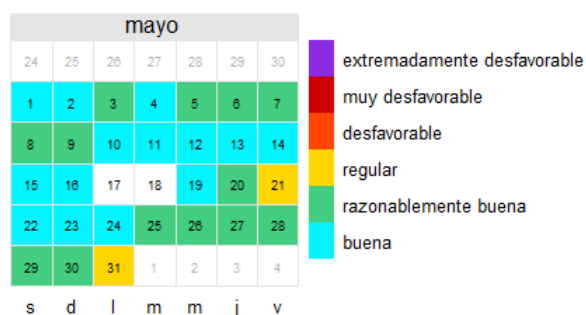 mayo
24 25 26 27 28 29 30
1 2 3 4 5 6 7
8 9 10 11 12 13 14
15 16 17 18 19 20 21
22 23 24 25 26 27 28
29 30 31 1 2 3 4
s d l m m j v
extremadamente desfavorable
muy desfavorable
desfavorable
regular
razonablemente buena
buena